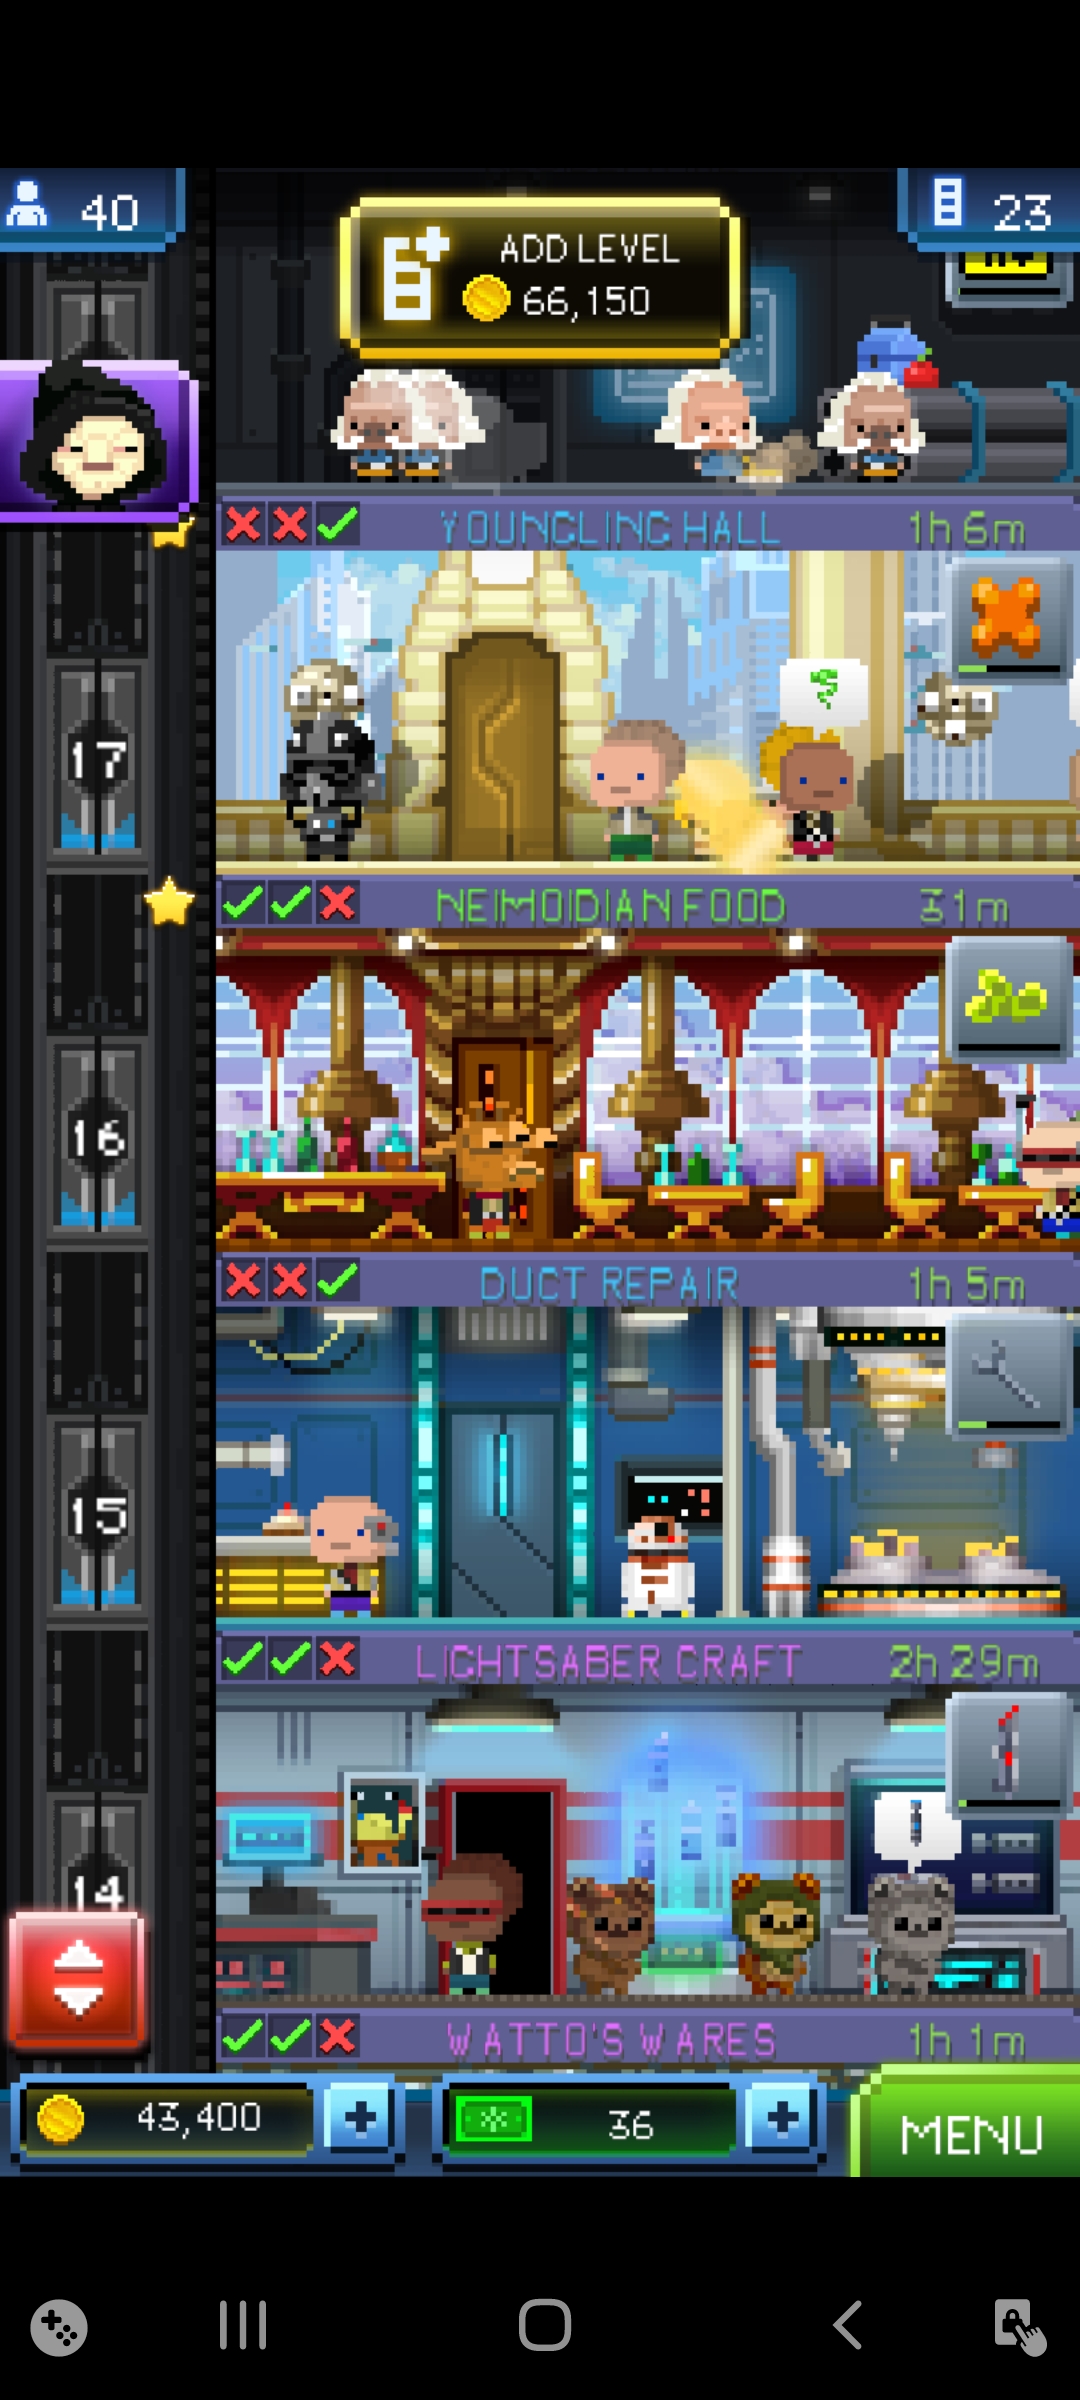 40
ADD LEVEL
66,150
23
YOUNGLING HALL
1h 6m
17
NEIMOIDIAN FOOD
31m
16
DUCT REPAIR
1h 5m
15
LIGHTSABER CRAFT
2h 29m
14
WATTO'S WARES
1h 1m
43,400
36
MENU